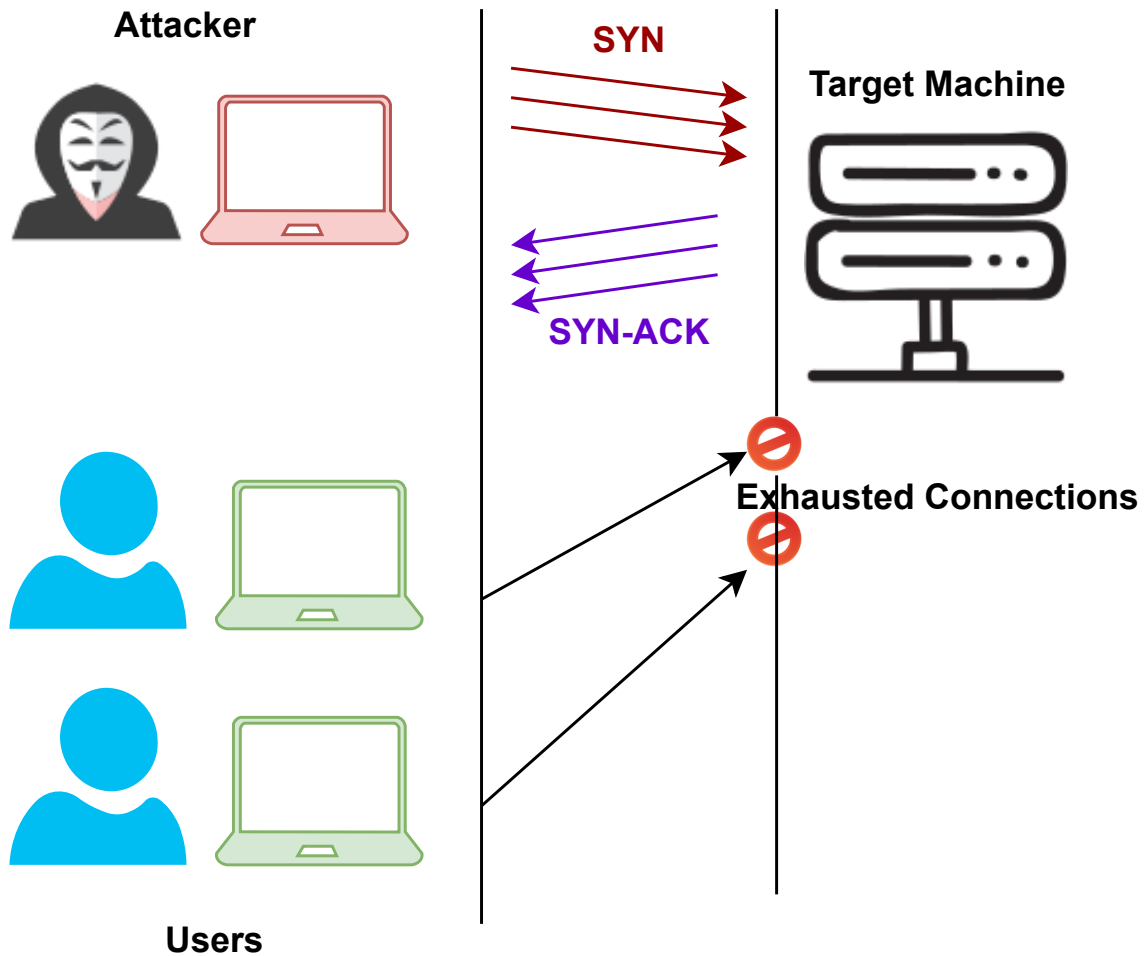 Attacker
SYN
Target Machine
SYN-ACK
Exhausted Connections
Users